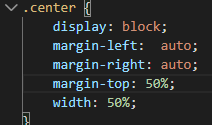 .center {
display: block;
margin-left:  auto;
margin-right: auto;
margin-top: 50%;
width: 50%;
}